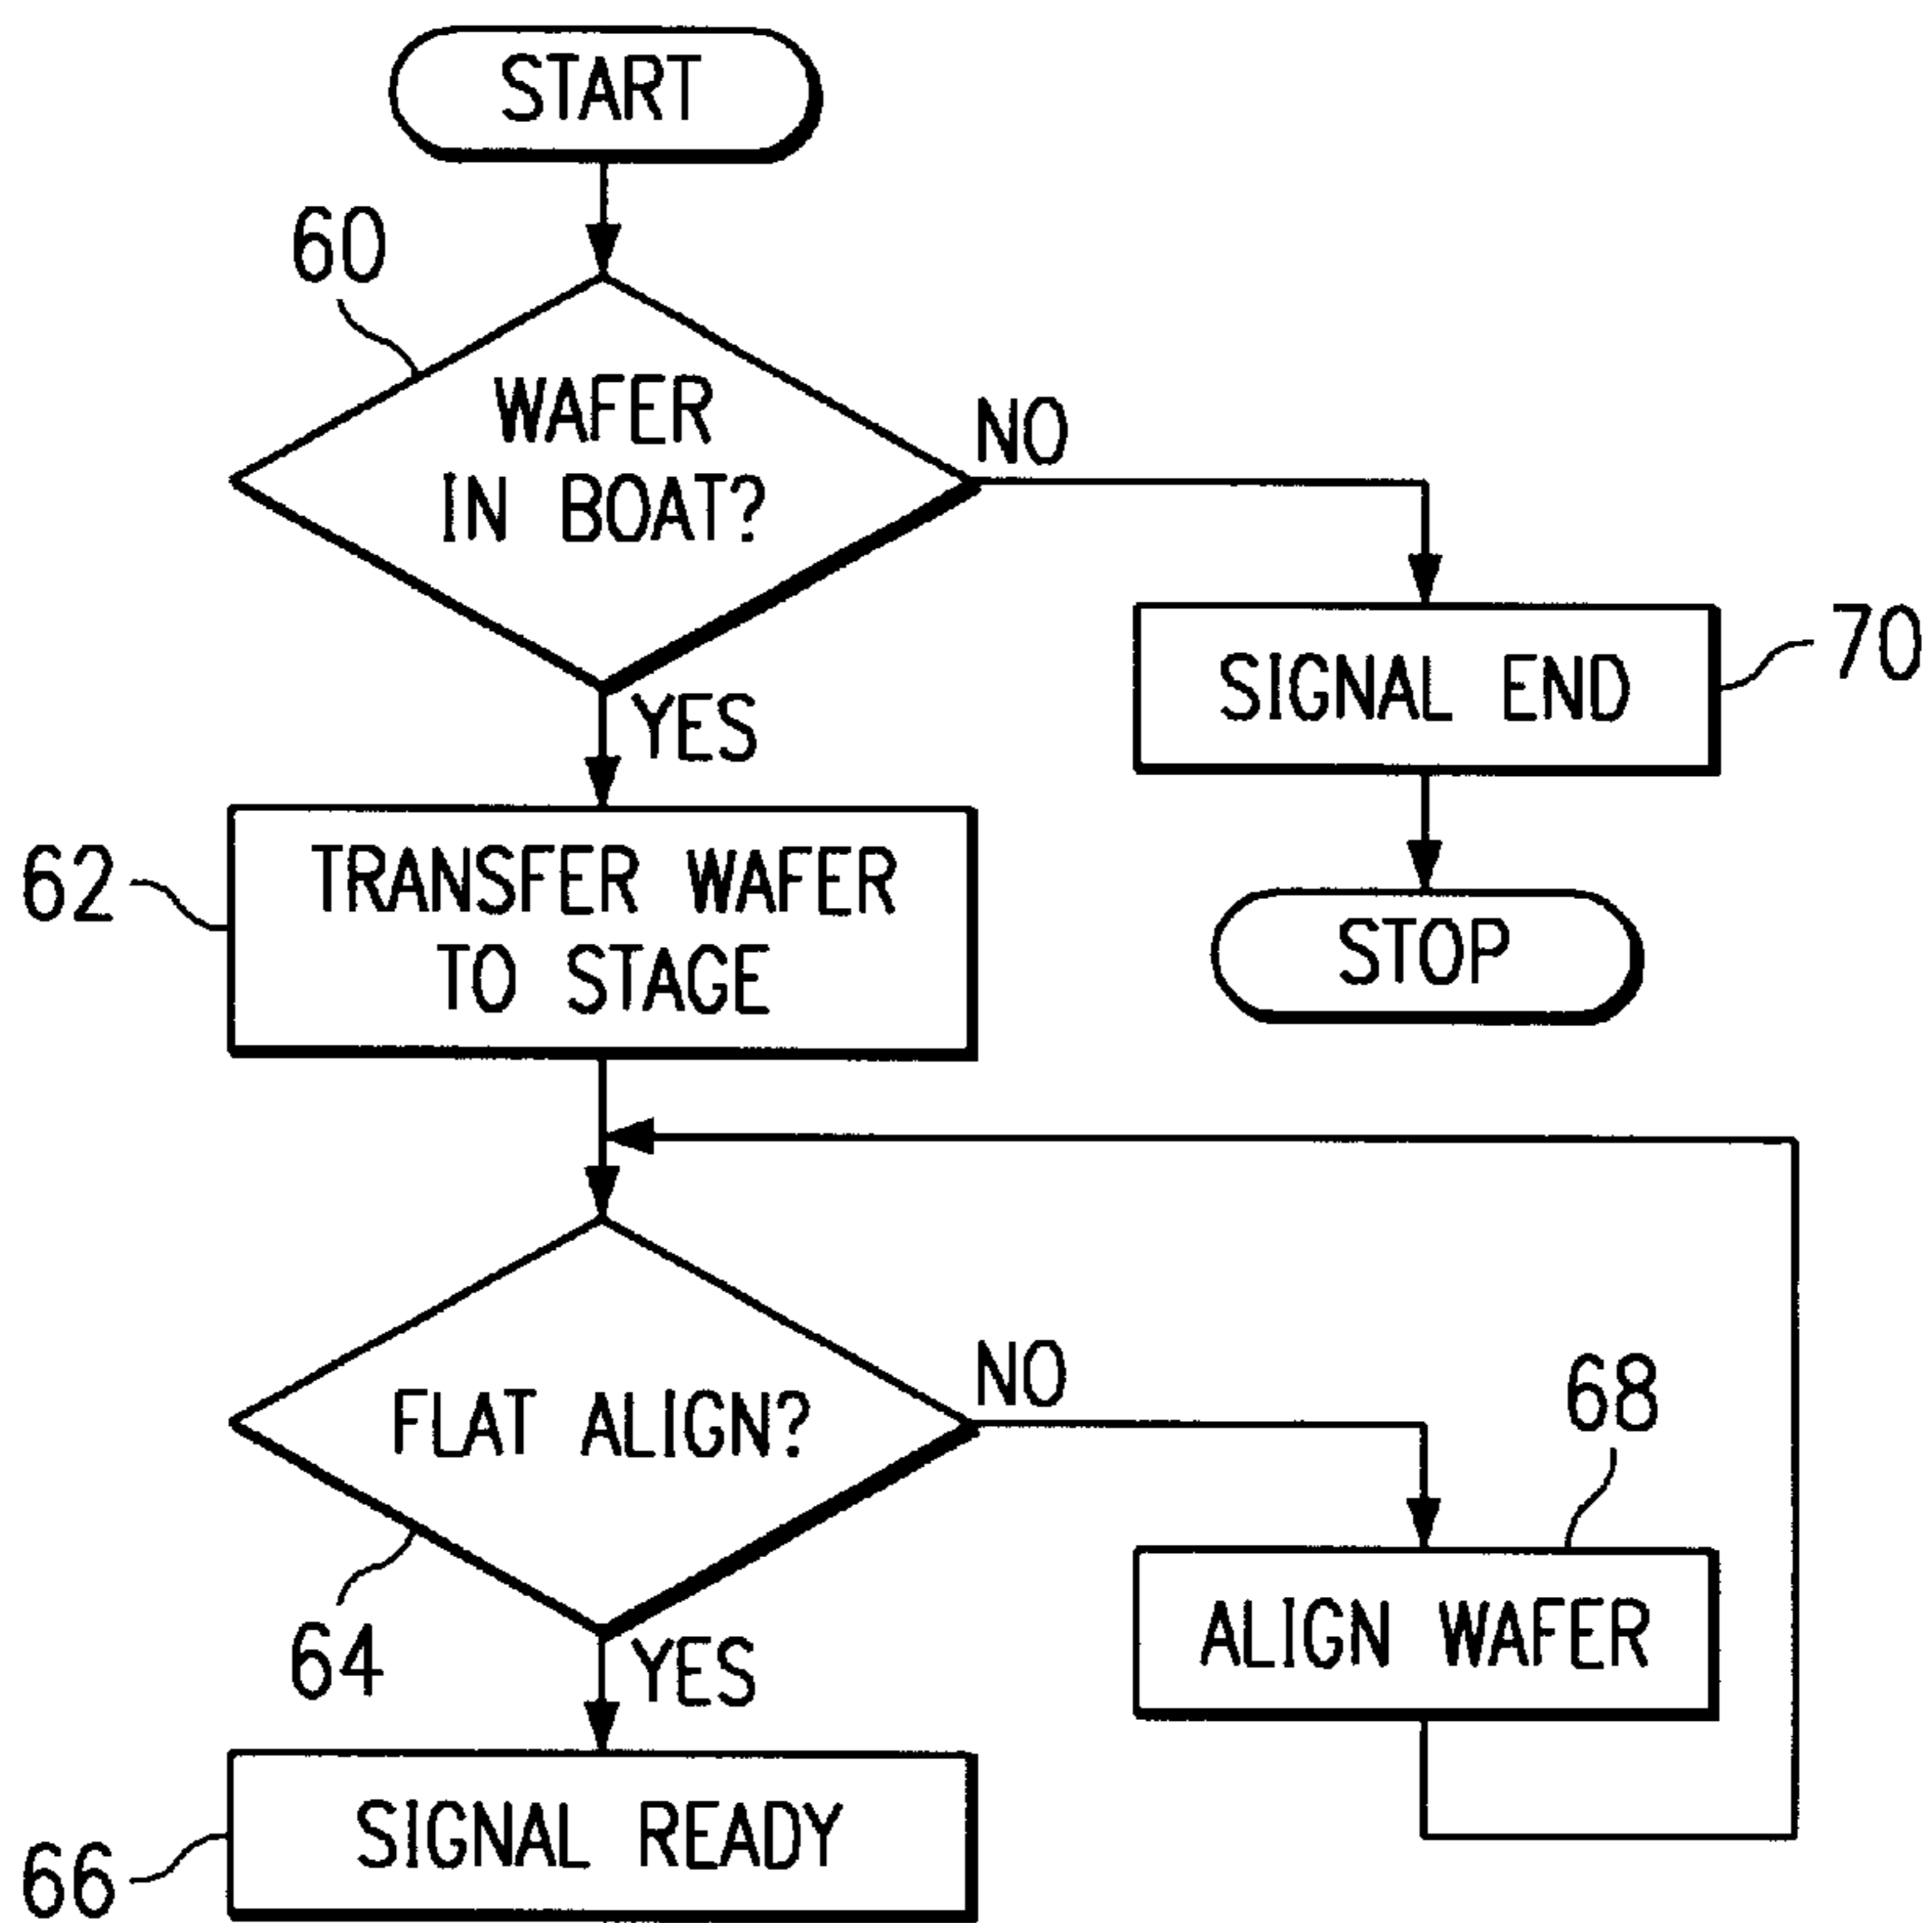 START
60
WAFER
IN BOAT?
NO
YES
SIGNAL END
70
62
TRANSFER WAFER
TO STAGE
STOP
FLAT ALIGN?
NO
68
64
YES
ALIGN WAFER
66
SIGNAL READY